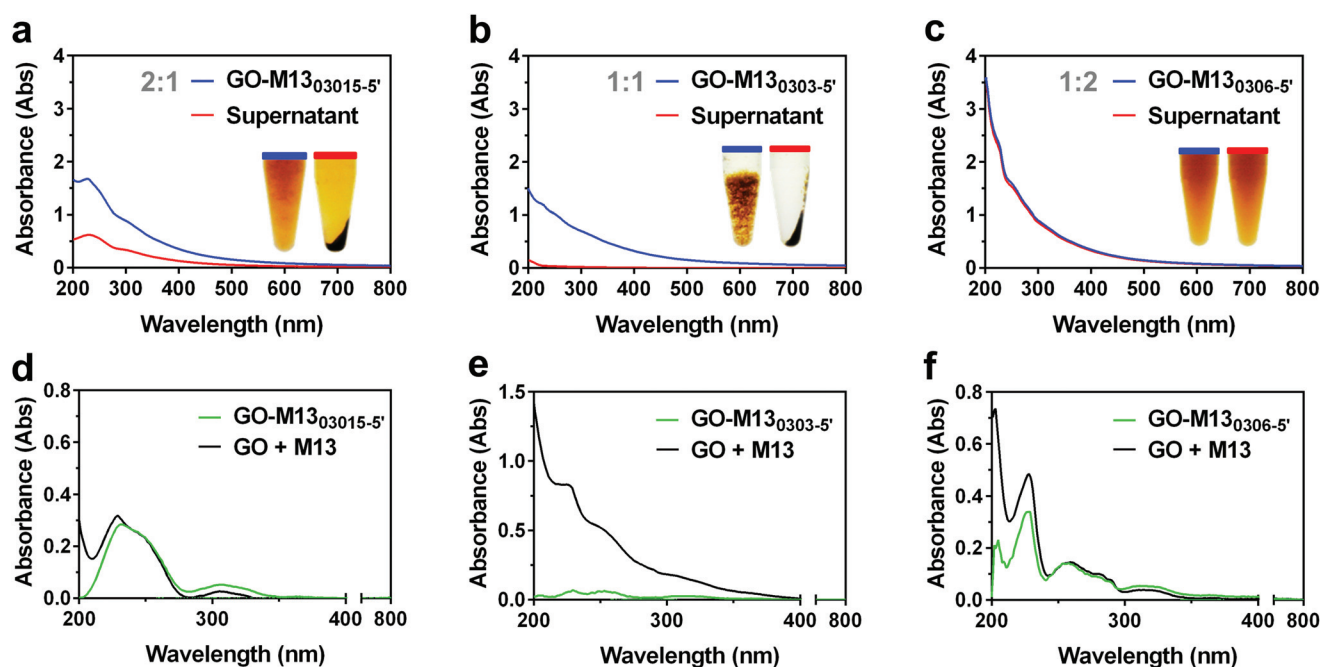 a
4
3
2
1
0
200 300 400 500 600 700 800
Absorbance (Abs)
Wavelength (nm)
2:1
GO-M13₀₃₀₁₅₋₅'
Supernatant
b
4
3
2
1
0
200 300 400 500 600 700 800
Absorbance (Abs)
Wavelength (nm)
1:1
GO-M13₀₃₀₃₋₅'
Supernatant
c
4
3
2
1
0
200 300 400 500 600 700 800
Absorbance (Abs)
Wavelength (nm)
1:2
GO-M13₀₃₀₆₋₅'
Supernatant
d
0.8
0.6
0.4
0.2
0.0
200 300 400 800
Absorbance (Abs)
Wavelength (nm)
GO-M13₀₃₀₁₅₋₅'
GO + M13
e
1.5
1.0
0.5
0.0
200 300 400 800
Absorbance (Abs)
Wavelength (nm)
GO-M13₀₃₀₃₋₅'
GO + M13
f
0.8
0.6
0.4
0.2
0.0
200 300 400 800
Absorbance (Abs)
Wavelength (nm)
GO-M13₀₃₀₆₋₅'
GO + M13